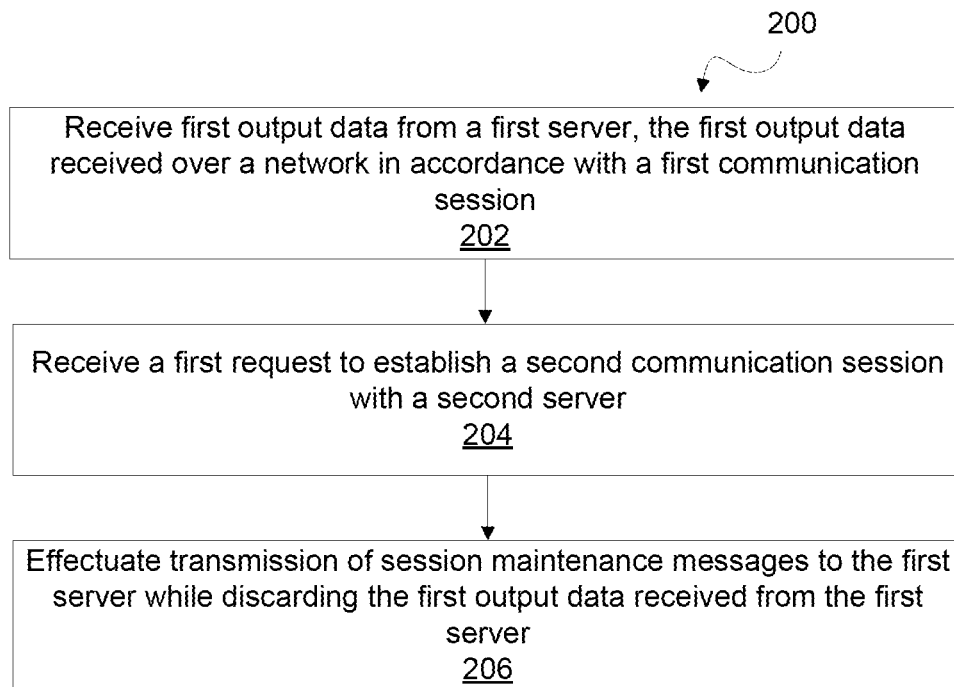 200
Receive first output data from a first server, the first output data
received over a network in accordance with a first communication
session
202
Receive a first request to establish a second communication session
with a second server
204
Effectuate transmission of session maintenance messages to the first
server while discarding the first output data received from the first
server
206